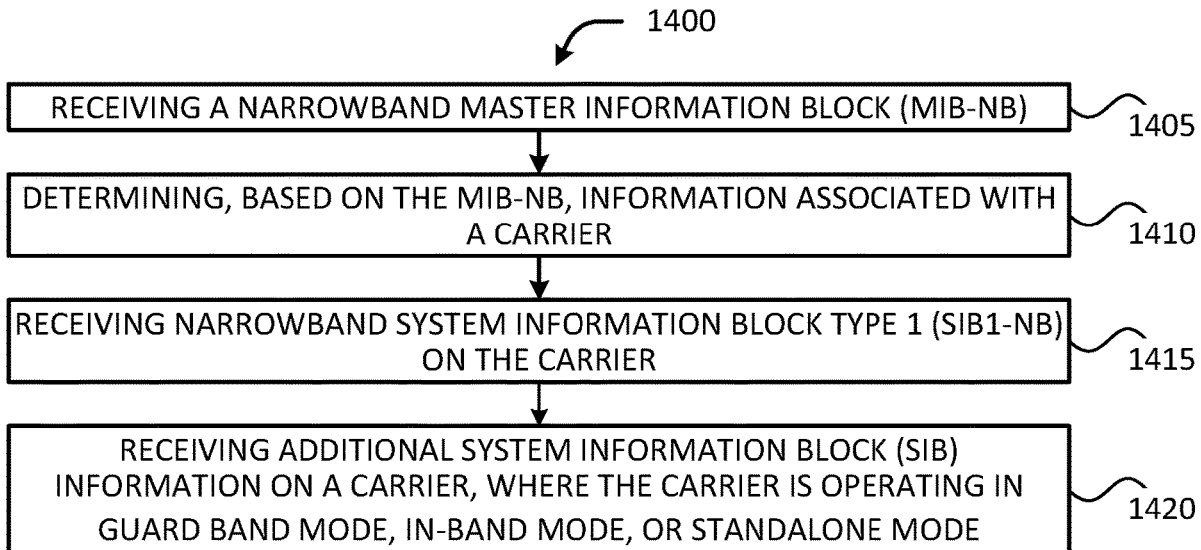 1400
RECEIVING A NARROWBAND MASTER INFORMATION BLOCK (MIB-NB)
1405
DETERMINING, BASED ON THE MIB-NB, INFORMATION ASSOCIATED WITH
A CARRIER
1410
RECEIVING NARROWBAND SYSTEM INFORMATION BLOCK TYPE 1 (SIB1-NB)
ON THE CARRIER
1415
RECEIVING ADDITIONAL SYSTEM INFORMATION BLOCK (SIB)
INFORMATION ON A CARRIER, WHERE THE CARRIER IS OPERATING IN
GUARD BAND MODE, IN-BAND MODE, OR STANDALONE MODE
1420